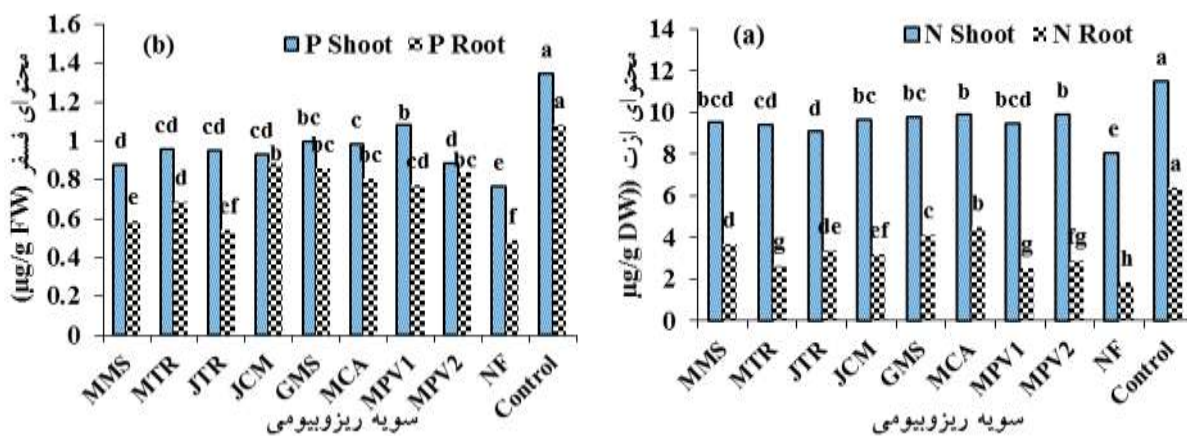 (b)
P Shoot P Root
محتوای فسفر (µg/g FW)
1.6
1.4
1.2
1
0.8
0.6
0.4
0.2
0
d cd cd cd bc c b d e a
e d ef b bc bc cd bc f a
MMS MTR JTR JCM GMS MCA MPV1 MPV2 NF Control
سویه ریزوبیومی
(a)
N Shoot N Root
محتوای ازت ((µg/g DW
14
12
10
8
6
4
2
0
bcd cd d bc bc b bcd b e a
d g de ef c b g fg h a
MMS MTR JTR JCM GMS MCA MPV1 MPV2 NF Control
سویه ریزوبیومی